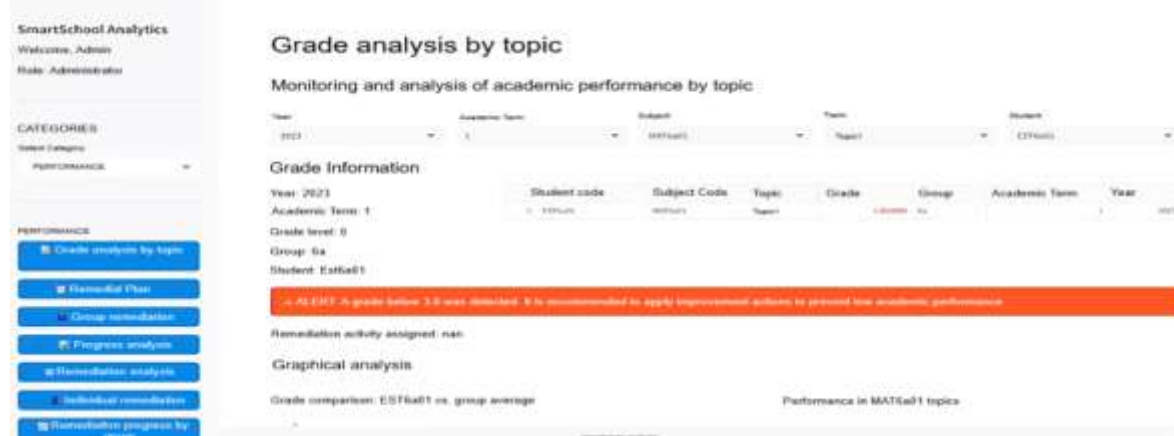 SmartSchool Analytics
Welcome, Admin
Role: Administrator
CATEGORIES
Select Category
PERFORMANCE
PERFORMANCE
Grade analysis by topic
Remedial Plan
Group remediation
Progress analysis
Remediation analysis
Individual remediation
Remediation progress by
Grade analysis by topic
Monitoring and analysis of academic performance by topic
Year Academic Term Subject Topic Student
2023 1 MAT6a01 Topic1 EST6a01
Grade Information
Year: 2023
Academic Term: 1
Grade level: 6
Group: 6a
Student: Est6a01
Student code Subject Code Topic Grade Group Academic Term Year
ALERT: A grade below 3.0 was detected. It is recommended to apply improvement actions to prevent low academic performance
Remediation activity assigned: nan
Graphical analysis
Grade comparison: EST6a01 vs. group average
Performance in MAT6a01 topics